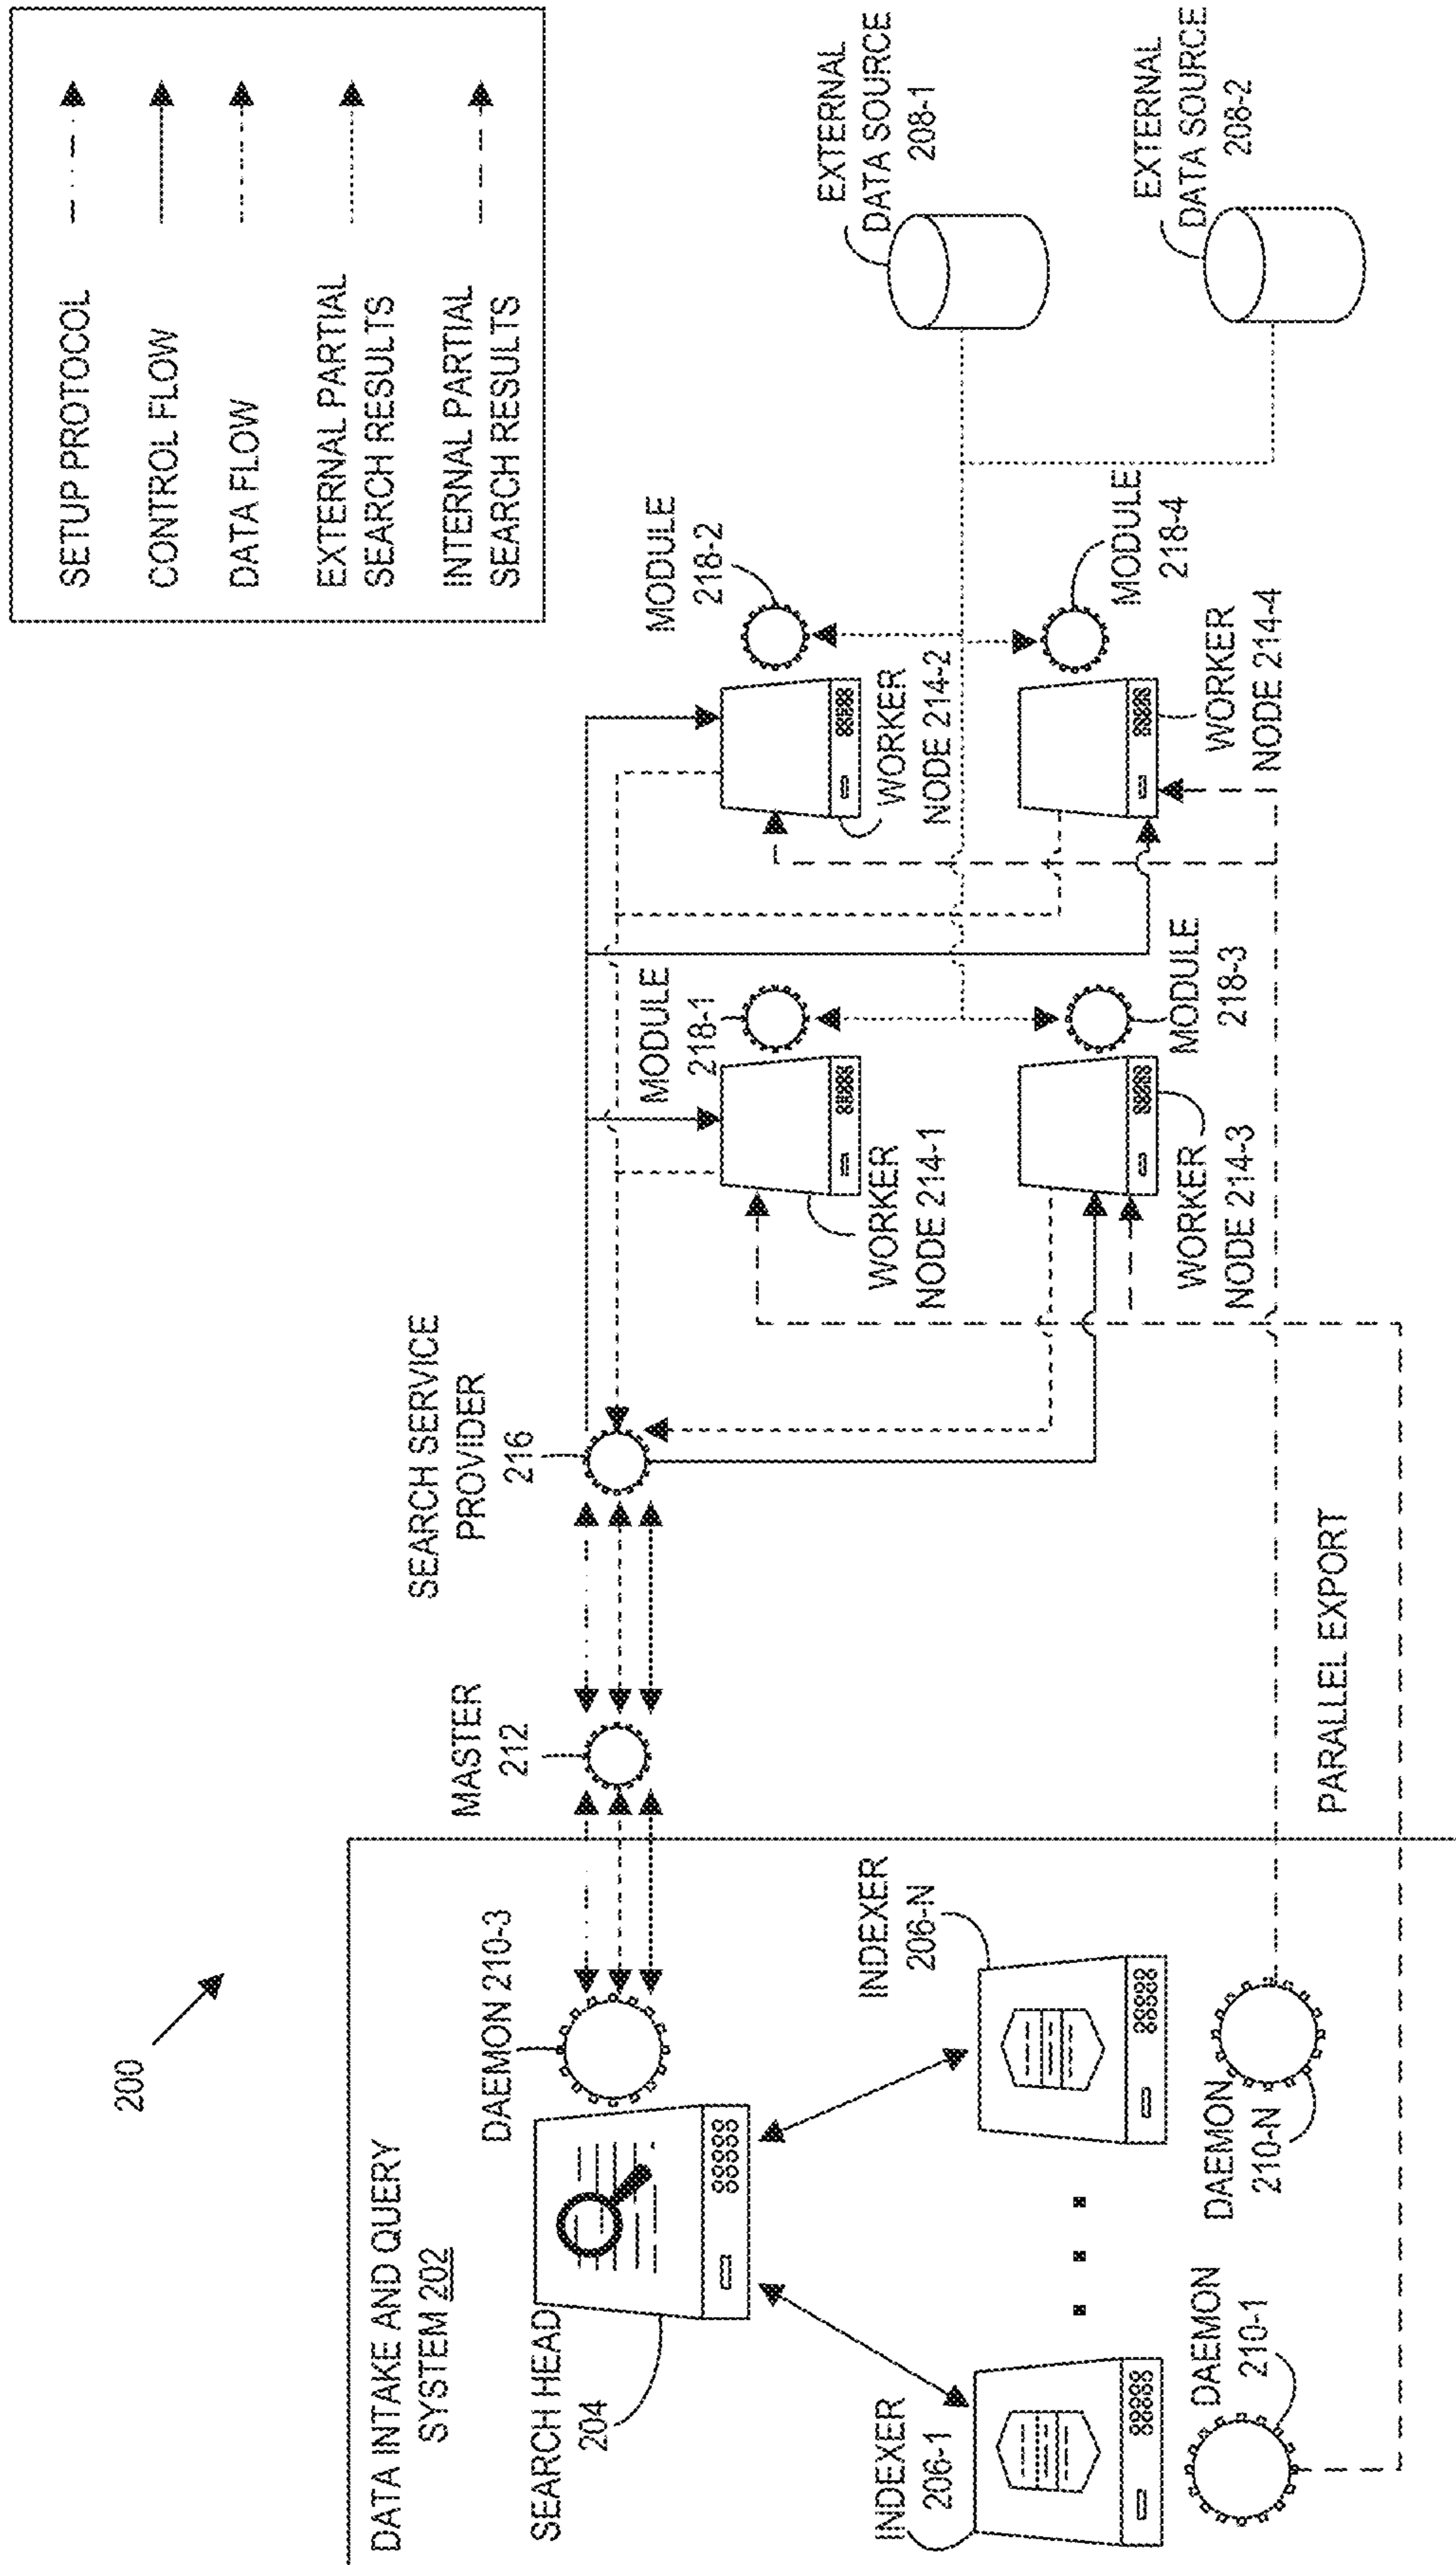 200
DATA INTAKE AND QUERY
SYSTEM 202
SEARCH HEAD
204
DAEMON 210-3
INDEXER
206-1
INDEXER
206-N
DAEMON
210-1
DAEMON
210-N
MASTER
212
SEARCH SERVICE
PROVIDER
216
PARALLEL EXPORT
MODULE
218-1
WORKER
NODE 214-1
MODULE
218-2
WORKER
NODE 214-2
MODULE
218-3
WORKER
NODE 214-3
MODULE
218-4
WORKER
NODE 214-4
EXTERNAL
DATA SOURCE
208-1
EXTERNAL
DATA SOURCE
208-2
SETUP PROTOCOL
CONTROL FLOW
DATA FLOW
EXTERNAL PARTIAL
SEARCH RESULTS
INTERNAL PARTIAL
SEARCH RESULTS